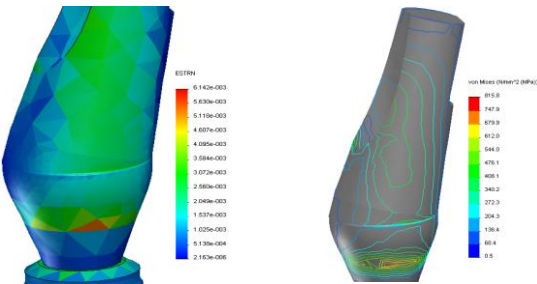 ESTRN
6.142e-003
5.630e-003
5.118e-003
4.607e-003
4.095e-003
3.584e-003
3.072e-003
2.560e-003
2.049e-003
1.537e-003
1.025e-003
5.138e-004
2.163e-006
von Mises (N/mm^2 (MPa))
815.8
747.9
679.9
612.0
544.0
476.1
408.1
340.2
272.3
204.3
136.4
68.4
0.5